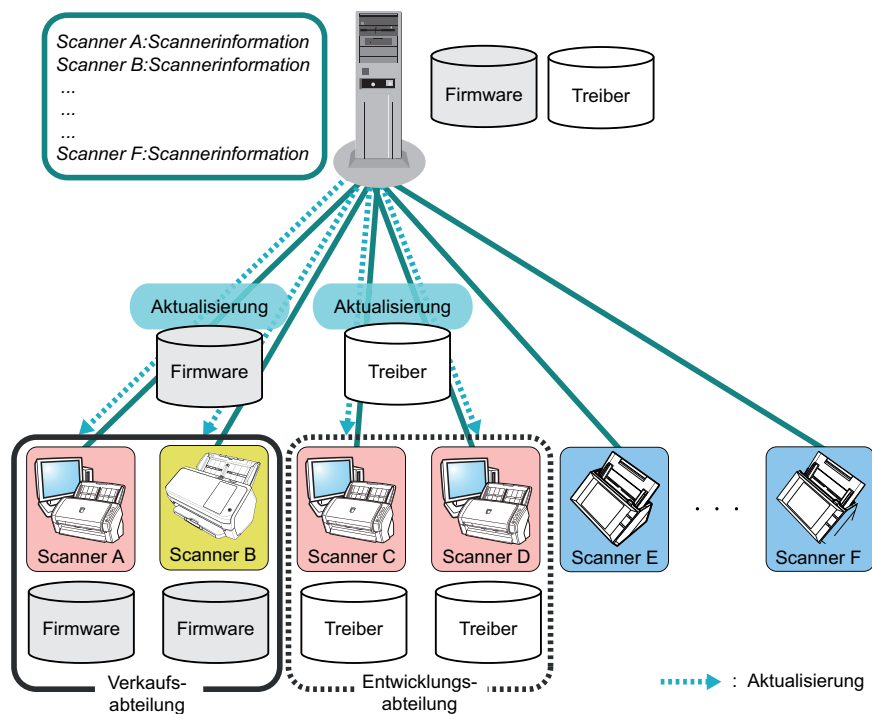 Scanner A:Scannerinformation
Scanner B:Scannerinformation
...
...
...
Scanner F:Scannerinformation
Firmware
Treiber
Aktualisierung
Aktualisierung
Firmware
Treiber
Scanner A
Scanner B
Scanner C
Scanner D
Scanner E
. . .
Scanner F
Firmware
Firmware
Treiber
Treiber
Verkaufs-
abteilung
Entwicklungs-
abteilung
: Aktualisierung